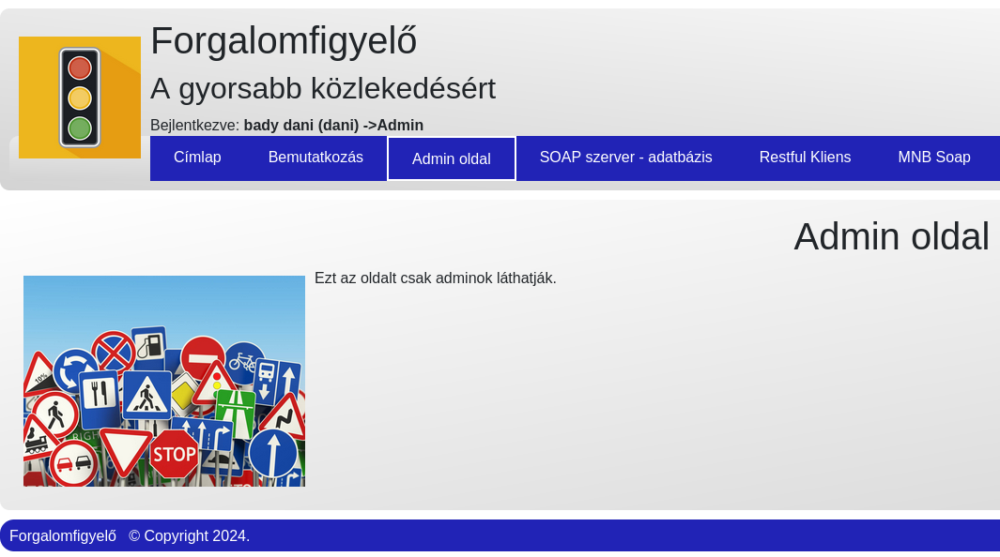 Forgalomfigyelő
A gyorsabb közlekedésért
Bejelentkezve: bady dani (dani) ->Admin
Címlap Bemutatkozás Admin oldal SOAP szerver - adatbázis Restful Kliens MNB Soap
Admin oldal
Ezt az oldalt csak adminok láthatják.
10%
STOP
Forgalomfigyelő © Copyright 2024.